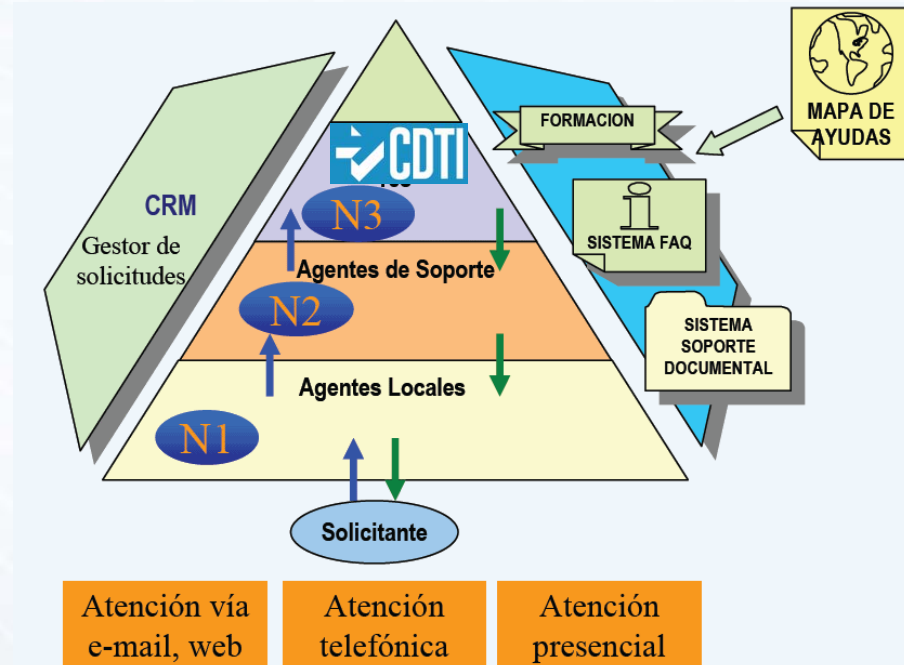 MAPA DE
AYUDAS
FORMACION
CDTI
CRM
Gestor de
solicitudes
N3
SISTEMA FAQ
Agentes de Soporte
N2
SISTEMA
SOPORTE
DOCUMENTAL
Agentes Locales
N1
Solicitante
Atención vía
e-mail, web
Atención
telefónica
Atención
presencial